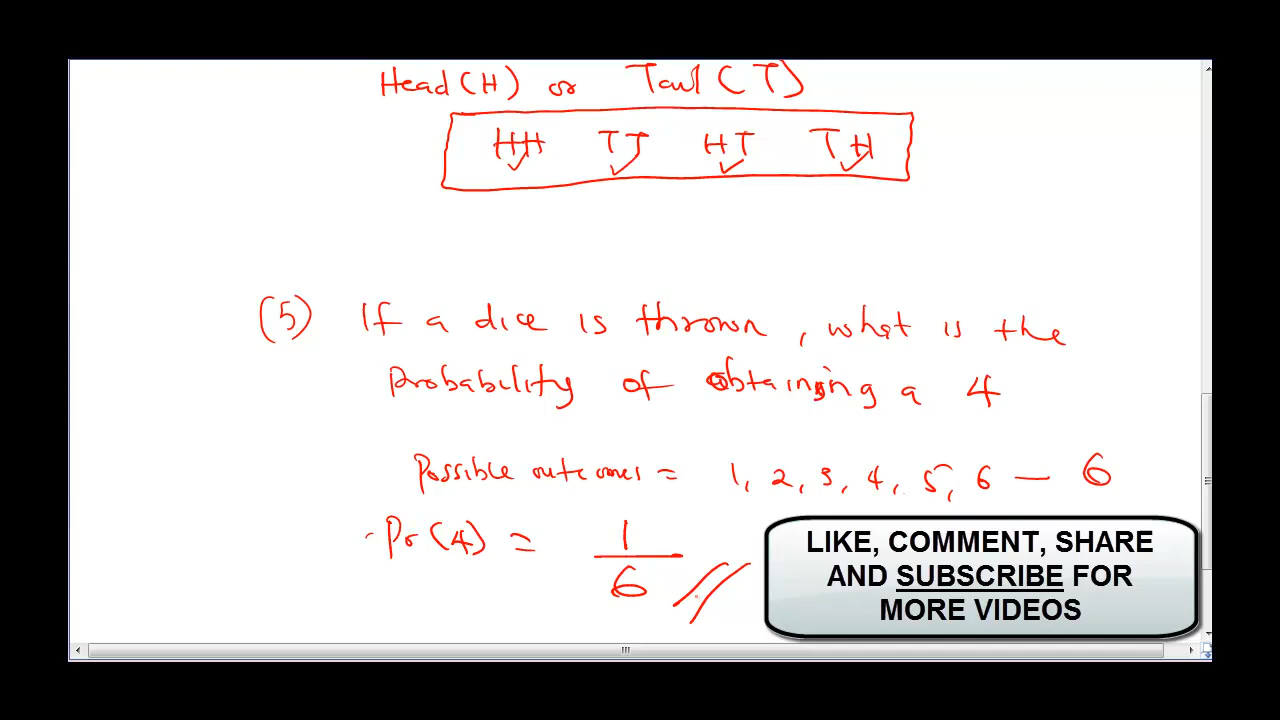 Head(H) or Tail(T)
HH TT HT TH
(5) If a dice is thrown, what is the
probability of obtaining a 4
Possible outcomes = 1, 2, 3, 4, 5, 6 — 6
Pr(4) = 1
6
LIKE, COMMENT, SHARE
AND SUBSCRIBE FOR
MORE VIDEOS